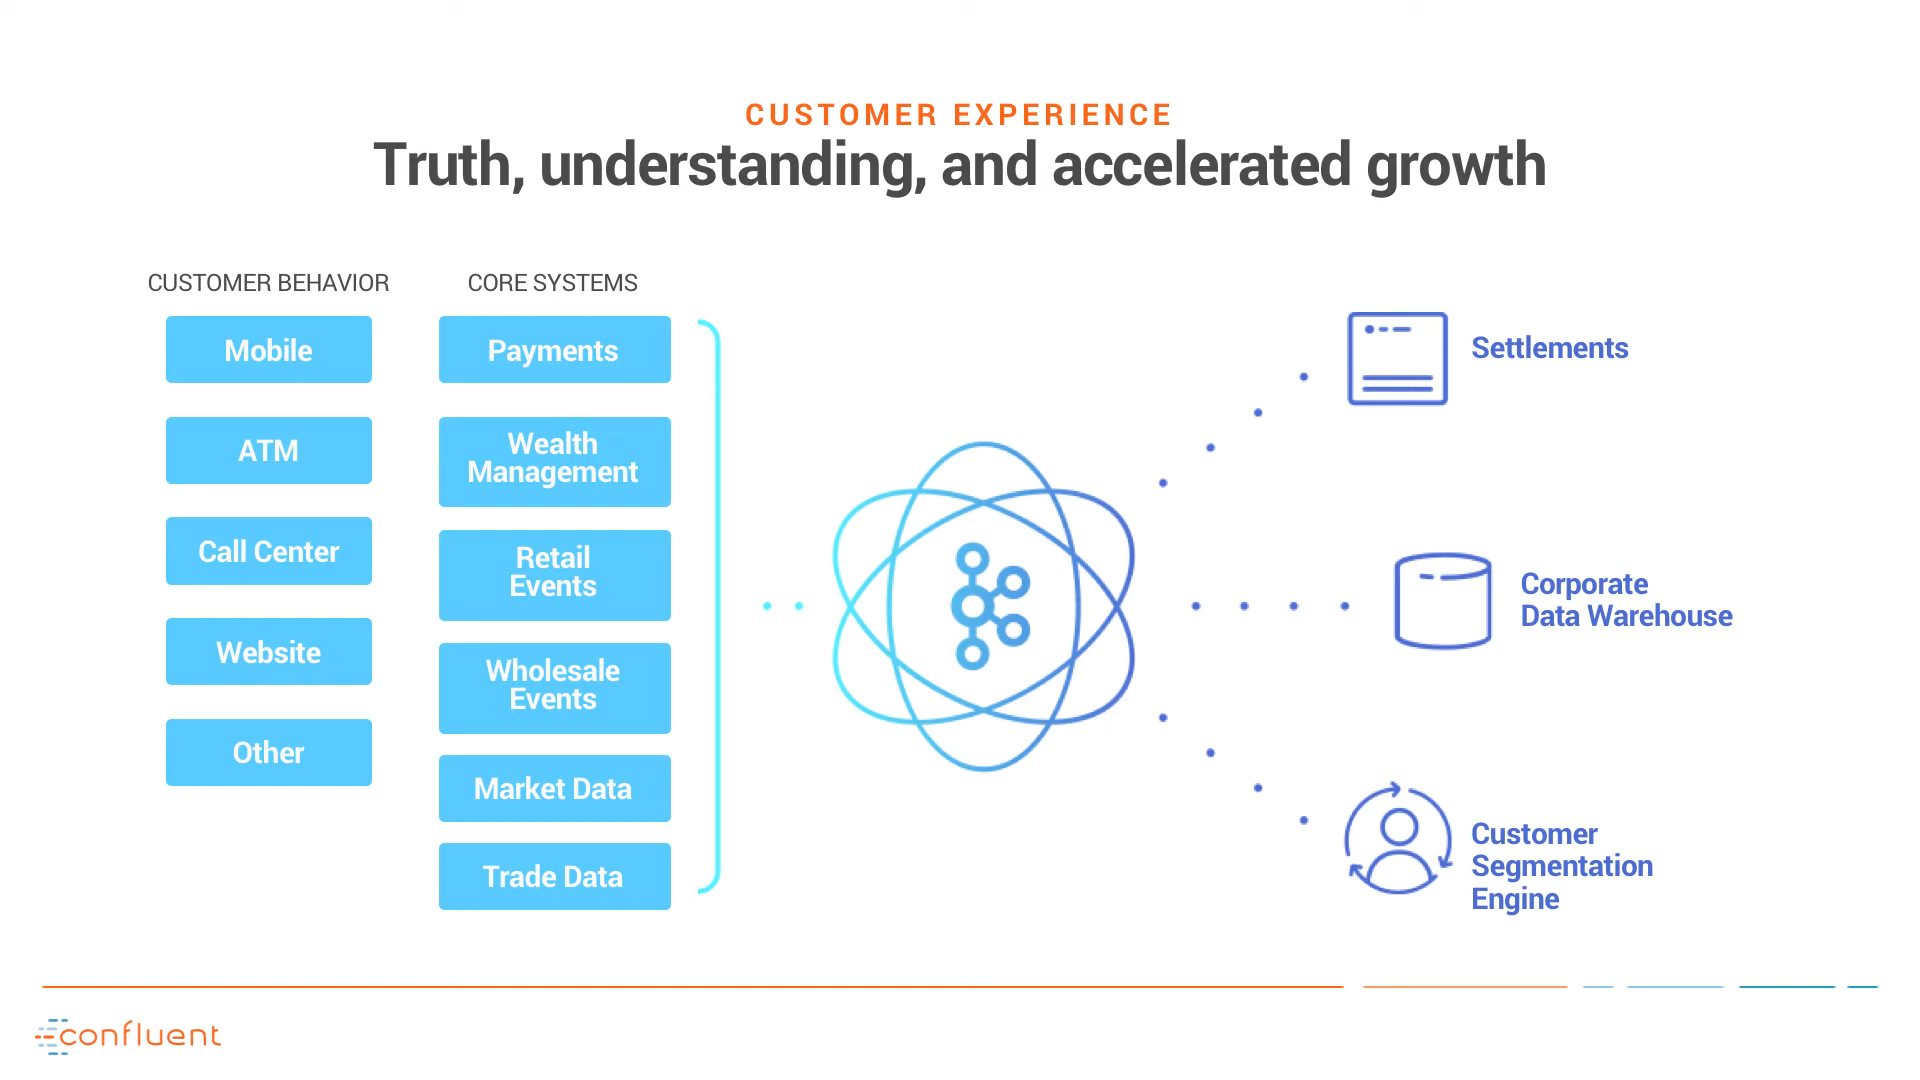 CUSTOMER EXPERIENCE
Truth, understanding, and accelerated growth
CUSTOMER BEHAVIOR
Mobile
ATM
Call Center
Website
Other
CORE SYSTEMS
Payments
Wealth
Management
Retail
Events
Wholesale
Events
Market Data
Trade Data
Settlements
Corporate
Data Warehouse
Customer
Segmentation
Engine
confluent